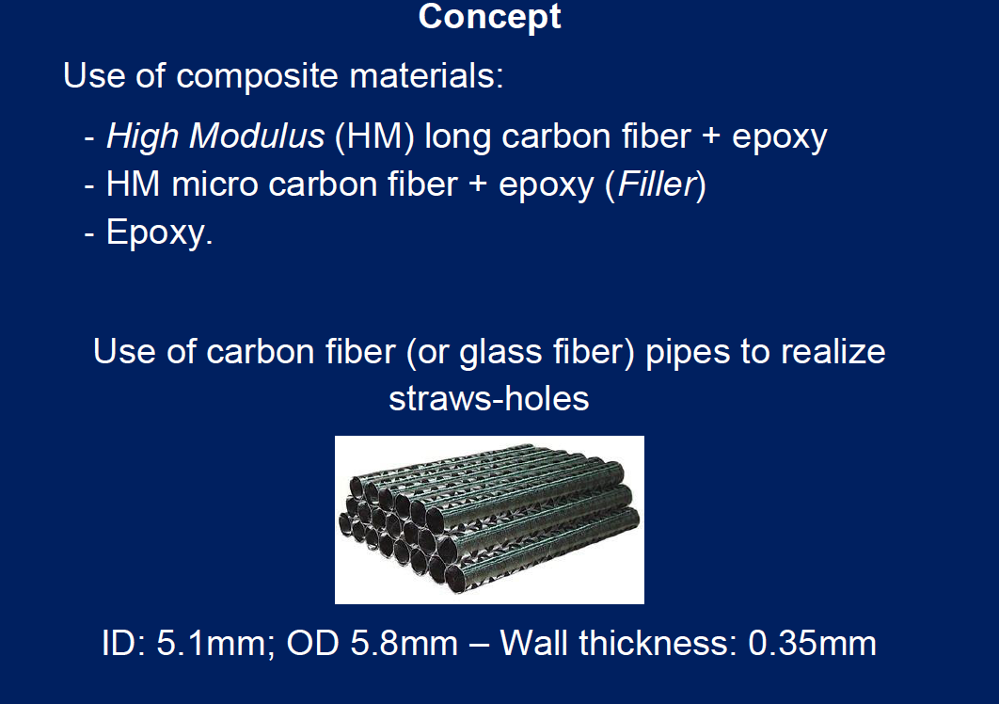 Concept
Use of composite materials:
- High Modulus (HM) long carbon fiber + epoxy
- HM micro carbon fiber + epoxy (Filler)
- Epoxy.
Use of carbon fiber (or glass fiber) pipes to realize
straws-holes
ID: 5.1mm; OD 5.8mm – Wall thickness: 0.35mm